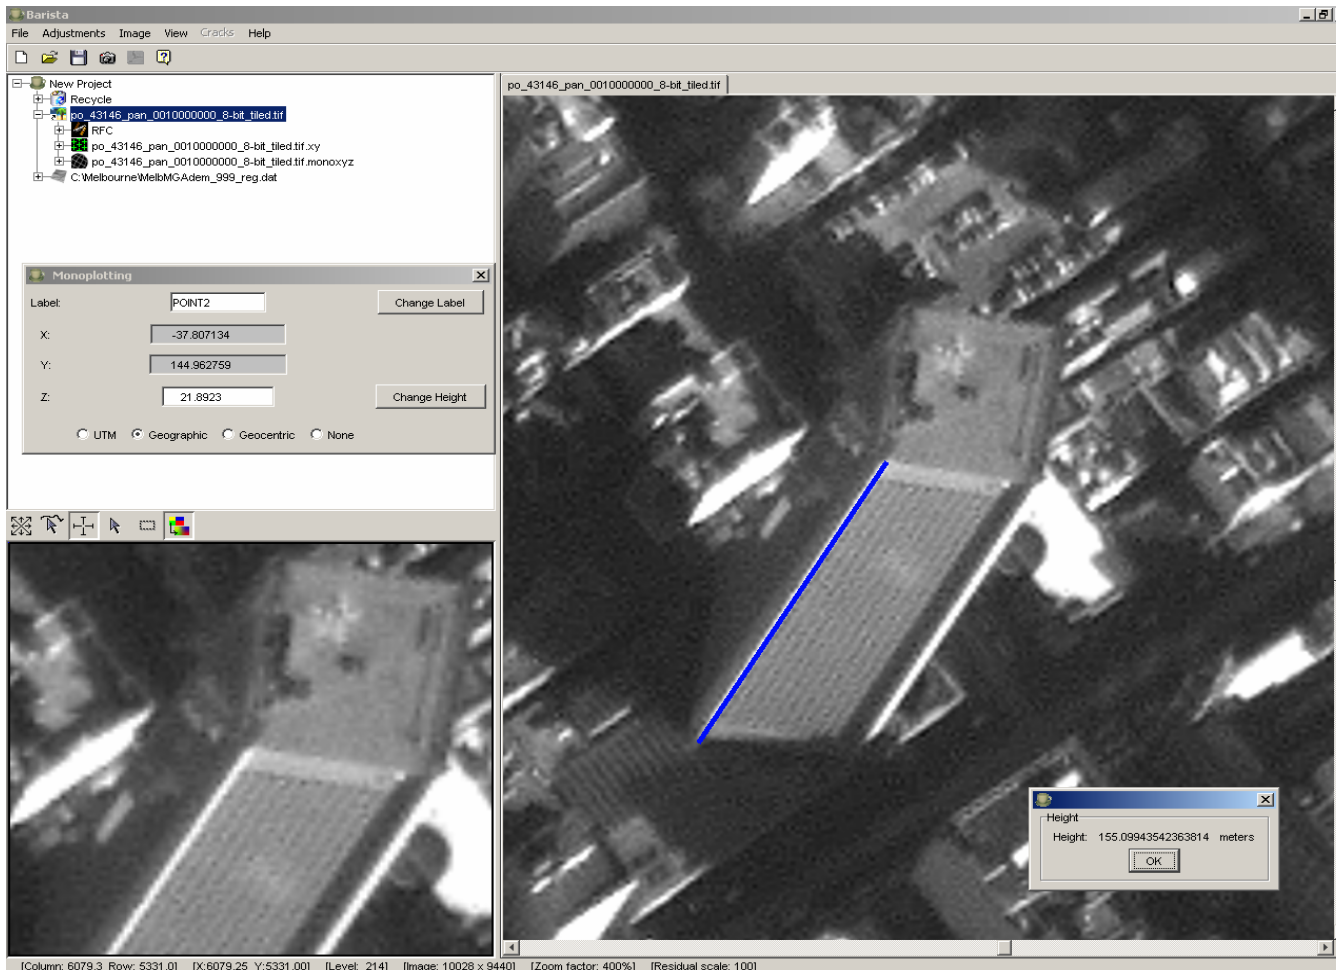 Barista
File Adjustments Image View Cracks Help
New Project
Recycle
po_43146_pan_0010000000_8-bit_tiled.tif
RFC
po_43146_pan_0010000000_8-bit_tiled.tif.xy
po_43146_pan_0010000000_8-bit_tiled.tif.monoxyz
C:\Melbourne\MelbMGAdem_999_reg.dat
Monoplotting
Label: POINT2 Change Label
X: -37.807134
Y: 144.962759
Z: 21.8923 Change Height
UTM Geographic Geocentric None
po_43146_pan_0010000000_8-bit_tiled.tif
Height
Height: 155.09943542363814 meters
OK
[Column: 6079.3 Row: 5331.0] [X:6079.25 Y:5331.00] [Level: 214] [Image: 10028 x 9440] [Zoom factor: 400%] [Residual scale: 100]